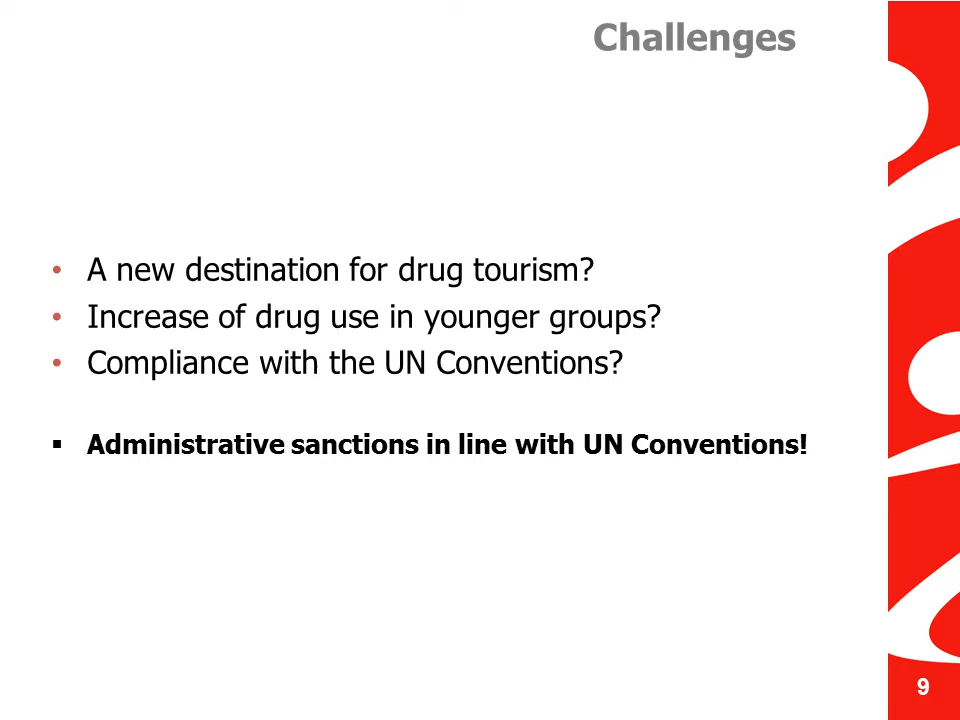 Challenges
• A new destination for drug tourism?
• Increase of drug use in younger groups?
• Compliance with the UN Conventions?
▪ Administrative sanctions in line with UN Conventions!
9